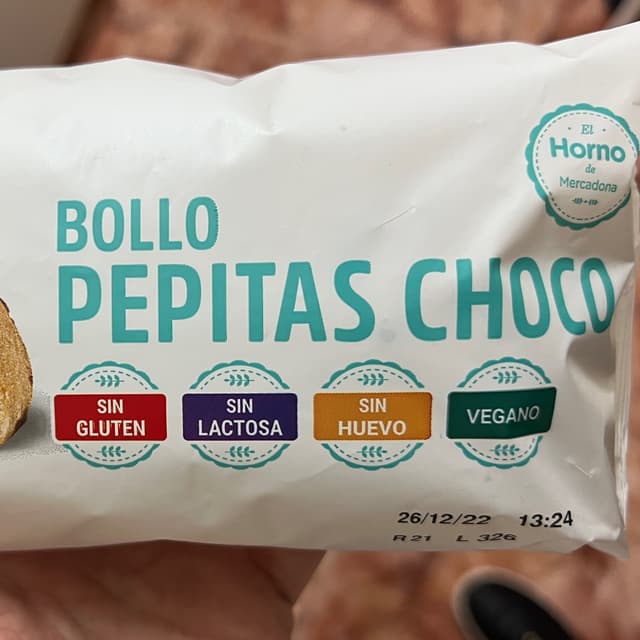 El
Horno
de
Mercadona
BOLLO
PEPITAS CHOCO
SIN
GLUTEN
SIN
LACTOSA
SIN
HUEVO
VEGANO
26/12/22 13:24
R21 L 326